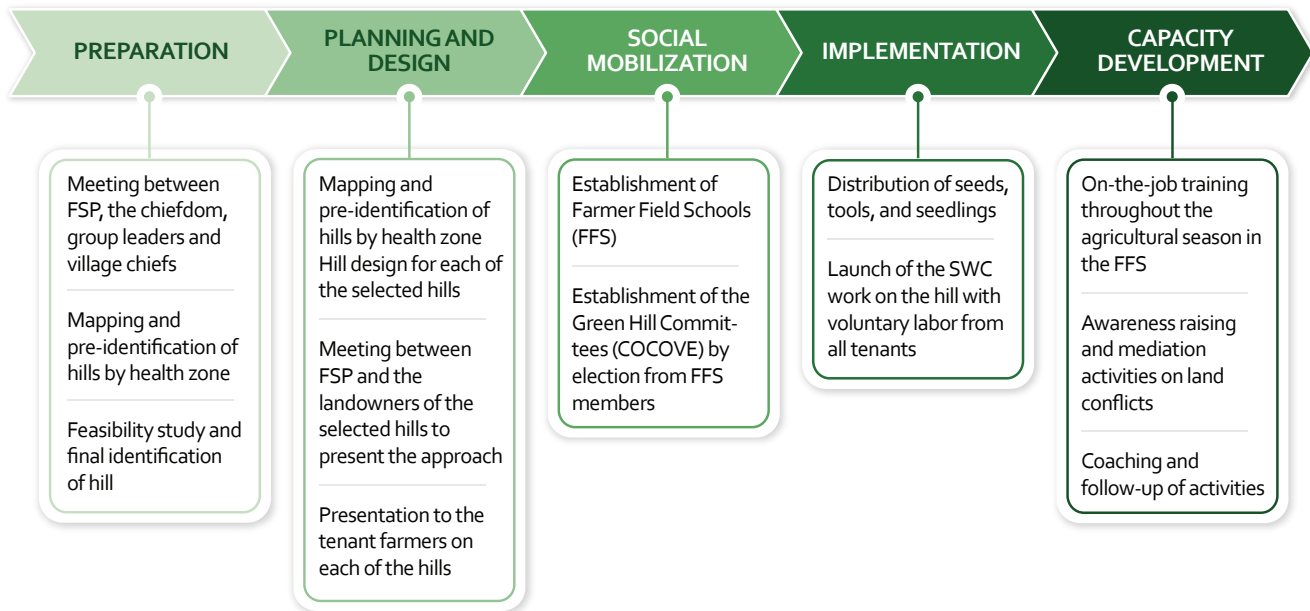 PREPARATION
PLANNING AND
DESIGN
SOCIAL
MOBILIZATION
IMPLEMENTATION
CAPACITY
DEVELOPMENT
Meeting between
FSP, the chiefdom,
group leaders and
village chiefs
Mapping and
pre-identification of
hills by health zone
Feasibility study and
final identification
of hill
Mapping and
pre-identification of
hills by health zone
Hill design for each of
the selected hills
Meeting between
FSP and the
landowners of the
selected hills to
present the approach
Presentation to the
tenant farmers on
each of the hills
Establishment of
Farmer Field Schools
(FFS)
Establishment of the
Green Hill Commit-
tees (COCOVE) by
election from FFS
members
Distribution of seeds,
tools, and seedlings
Launch of the SWC
work on the hill with
voluntary labor from
all tenants
On-the-job training
throughout the
agricultural season in
the FFS
Awareness raising
and mediation
activities on land
conflicts
Coaching and
follow-up of activities